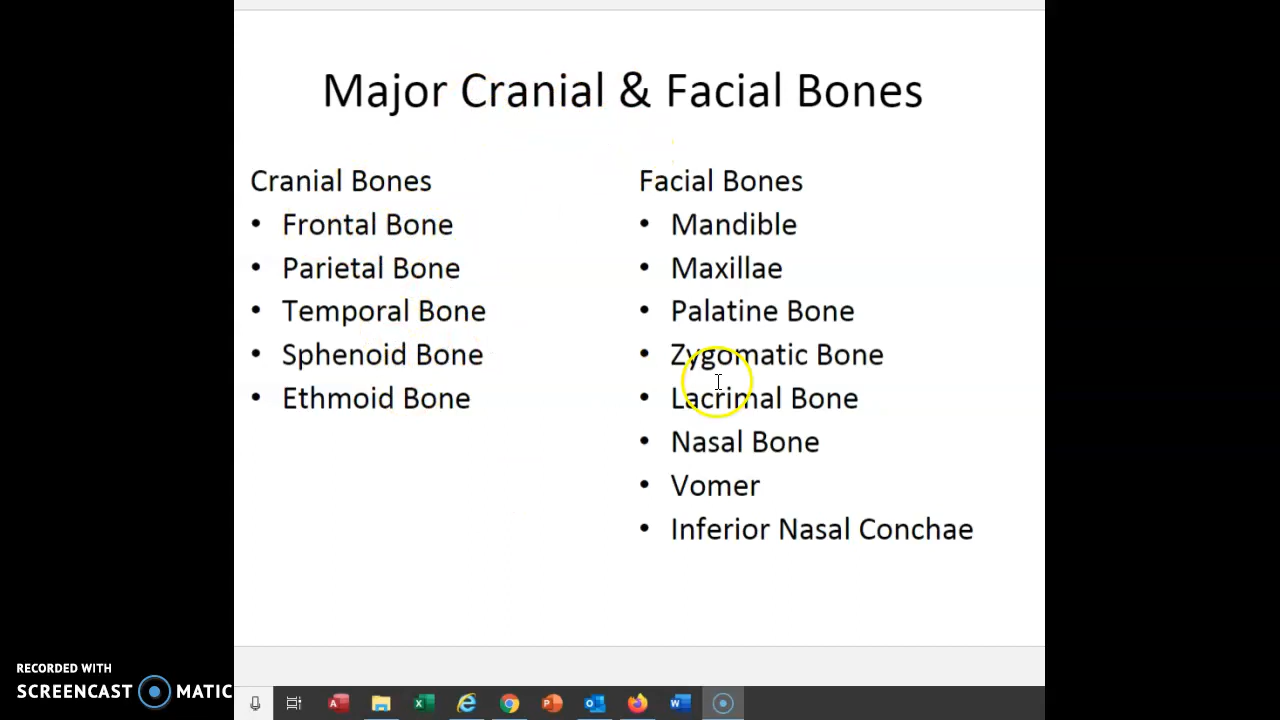 Major Cranial & Facial Bones
Cranial Bones
• Frontal Bone
• Parietal Bone
• Temporal Bone
• Sphenoid Bone
• Ethmoid Bone
Facial Bones
• Mandible
• Maxillae
• Palatine Bone
• Zygomatic Bone
• Lacrimal Bone
• Nasal Bone
• Vomer
• Inferior Nasal Conchae
RECORDED WITH
SCREENCAST MATIC